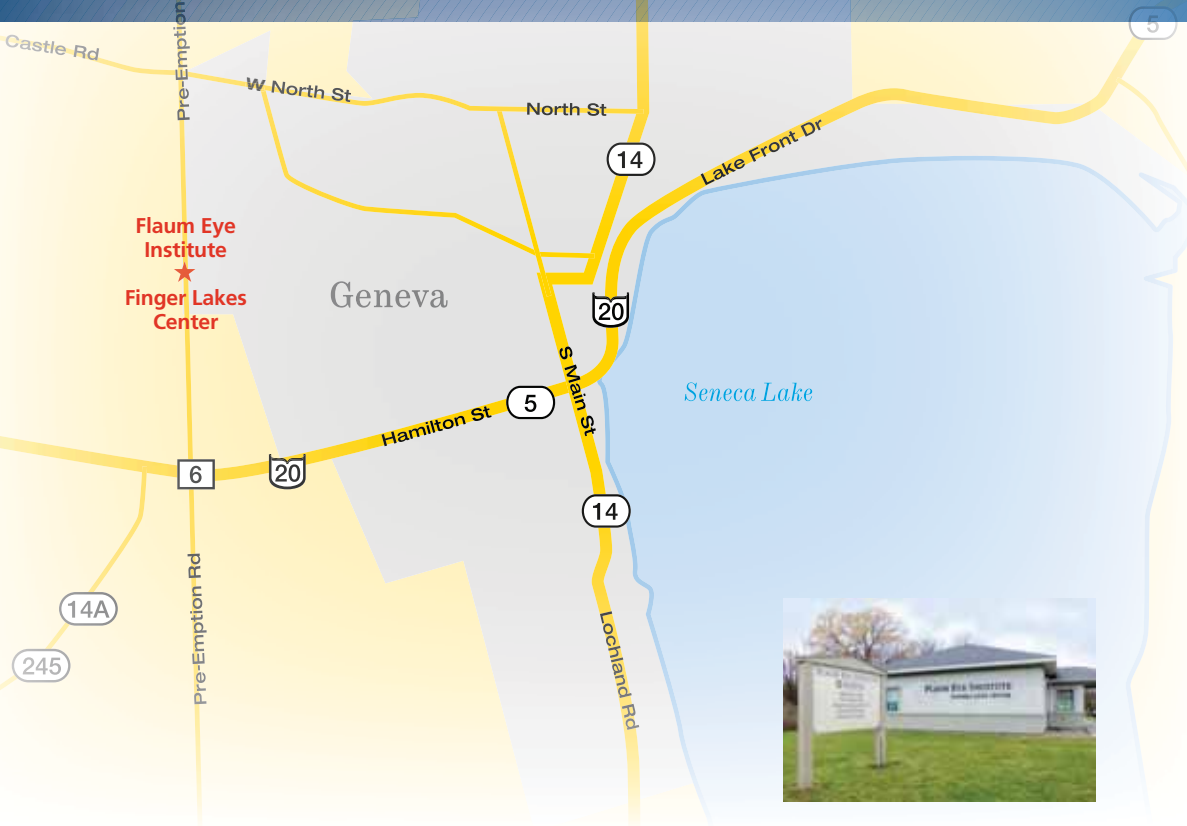 5
Castle Rd
Pre-Emption
W North St
North St
14
Lake Front Dr
Flaum Eye
Institute
Finger Lakes
Center
Geneva
20
S Main St
Seneca Lake
5
Hamilton St
6
20
14
Pre-Emption Rd
14A
245
Lochland Rd
FLAUM EYE INSTITUTE